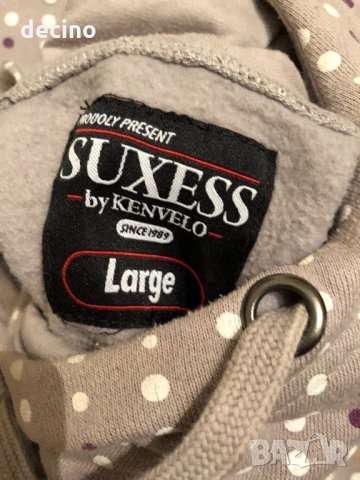 decino
PROUDLY PRESENT
SUXESS
by KENVELO
SINCE 1989
Large
BAZAR